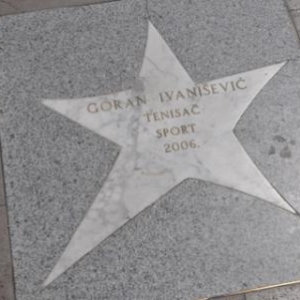 GORAN IVANIŠEVIĆ
TENISAČ
SPORT
2006.